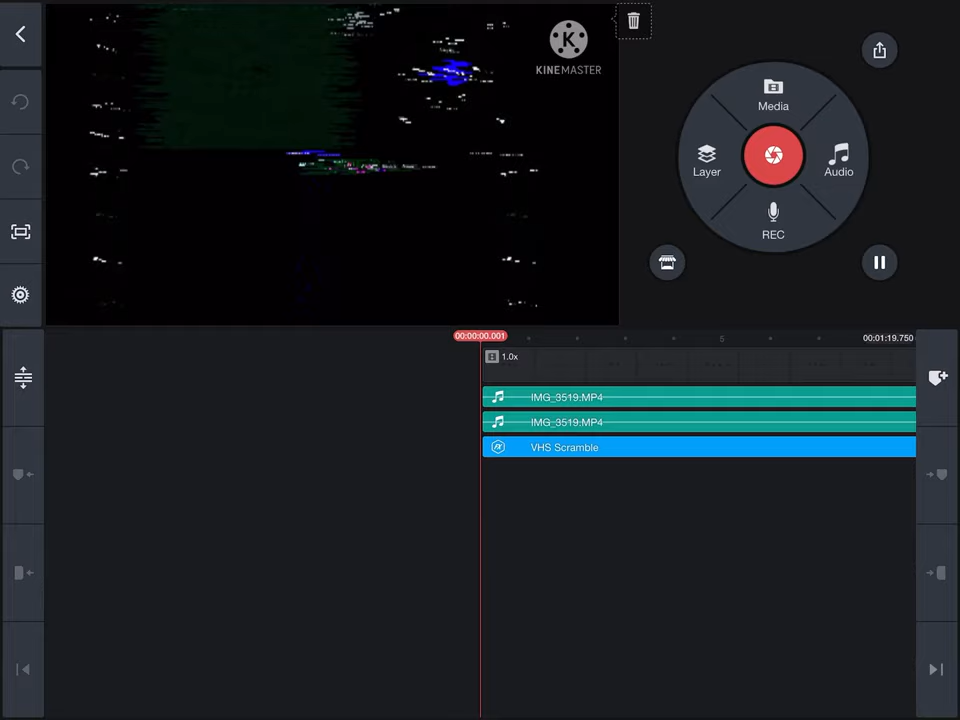 K
KINEMASTER
Media
Layer
Audio
REC
00:00:00.001
5
00:01:19.750
1.0x
IMG_3519.MP4
IMG_3519.MP4
FX
VHS Scramble